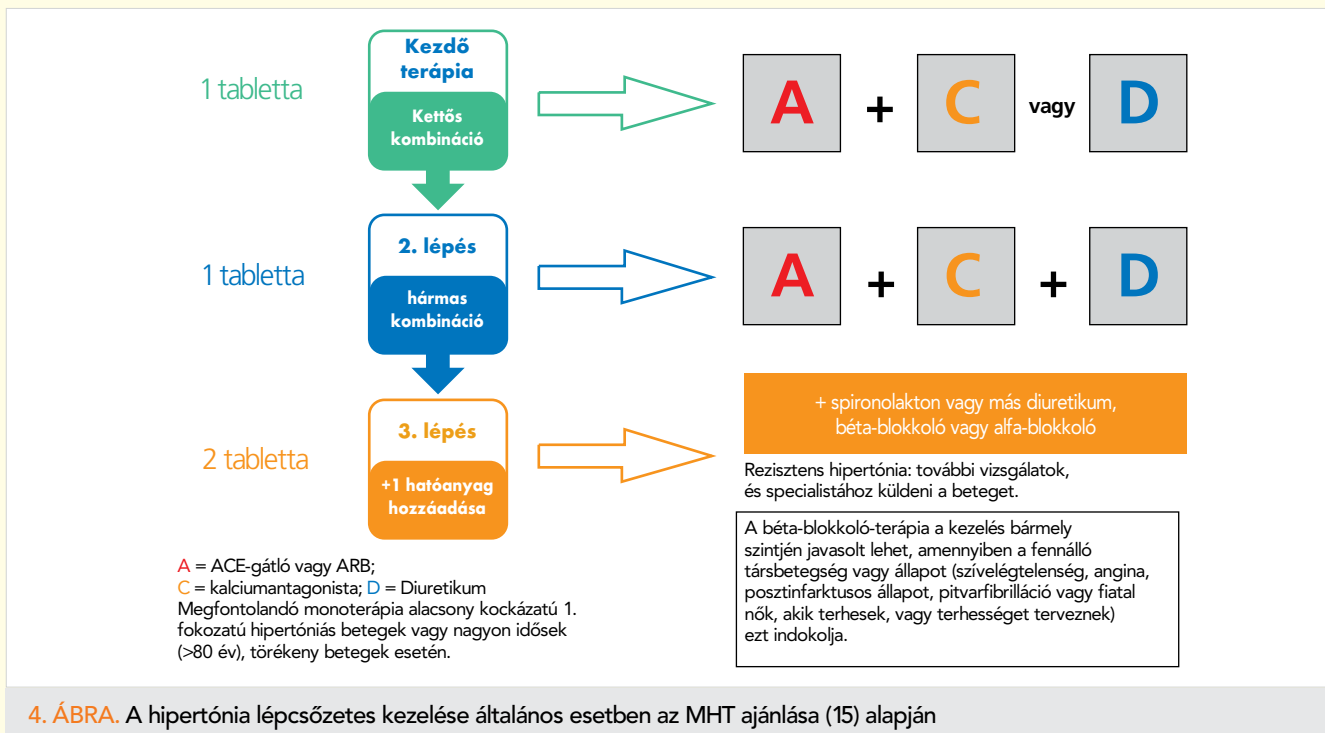 1 tabletta
Kezdő
terápia
Kettős
kombináció
A + C vagy D
1 tabletta
2. lépés
hármas
kombináció
A + C + D
2 tabletta
3. lépés
+1 hatóanyag
hozzáadása
+ spironolakton vagy más diuretikum,
béta-blokkoló vagy alfa-blokkoló
Rezisztens hipertónia: további vizsgálatok,
és specialistához küldeni a beteget.
A béta-blokkoló-terápia a kezelés bármely
szintjén javasolt lehet, amennyiben a fennálló
társbetegség vagy állapot (szívelégtelenség, angina,
posztinfarktusos állapot, pitvarfibrilláció vagy fiatal
nők, akik terhesek, vagy terhességet terveznek)
ezt indokolja.
A = ACE-gátló vagy ARB;
C = kalciumantagonista; D = Diuretikum
Megfontolandó monoterápia alacsony kockázatú 1.
fokozatú hipertóniás betegek vagy nagyon idősek
(>80 év), törékeny betegek esetén.
4. ÁBRA. A hipertónia lépcsőzetes kezelése általános esetben az MHT ajánlása (15) alapján